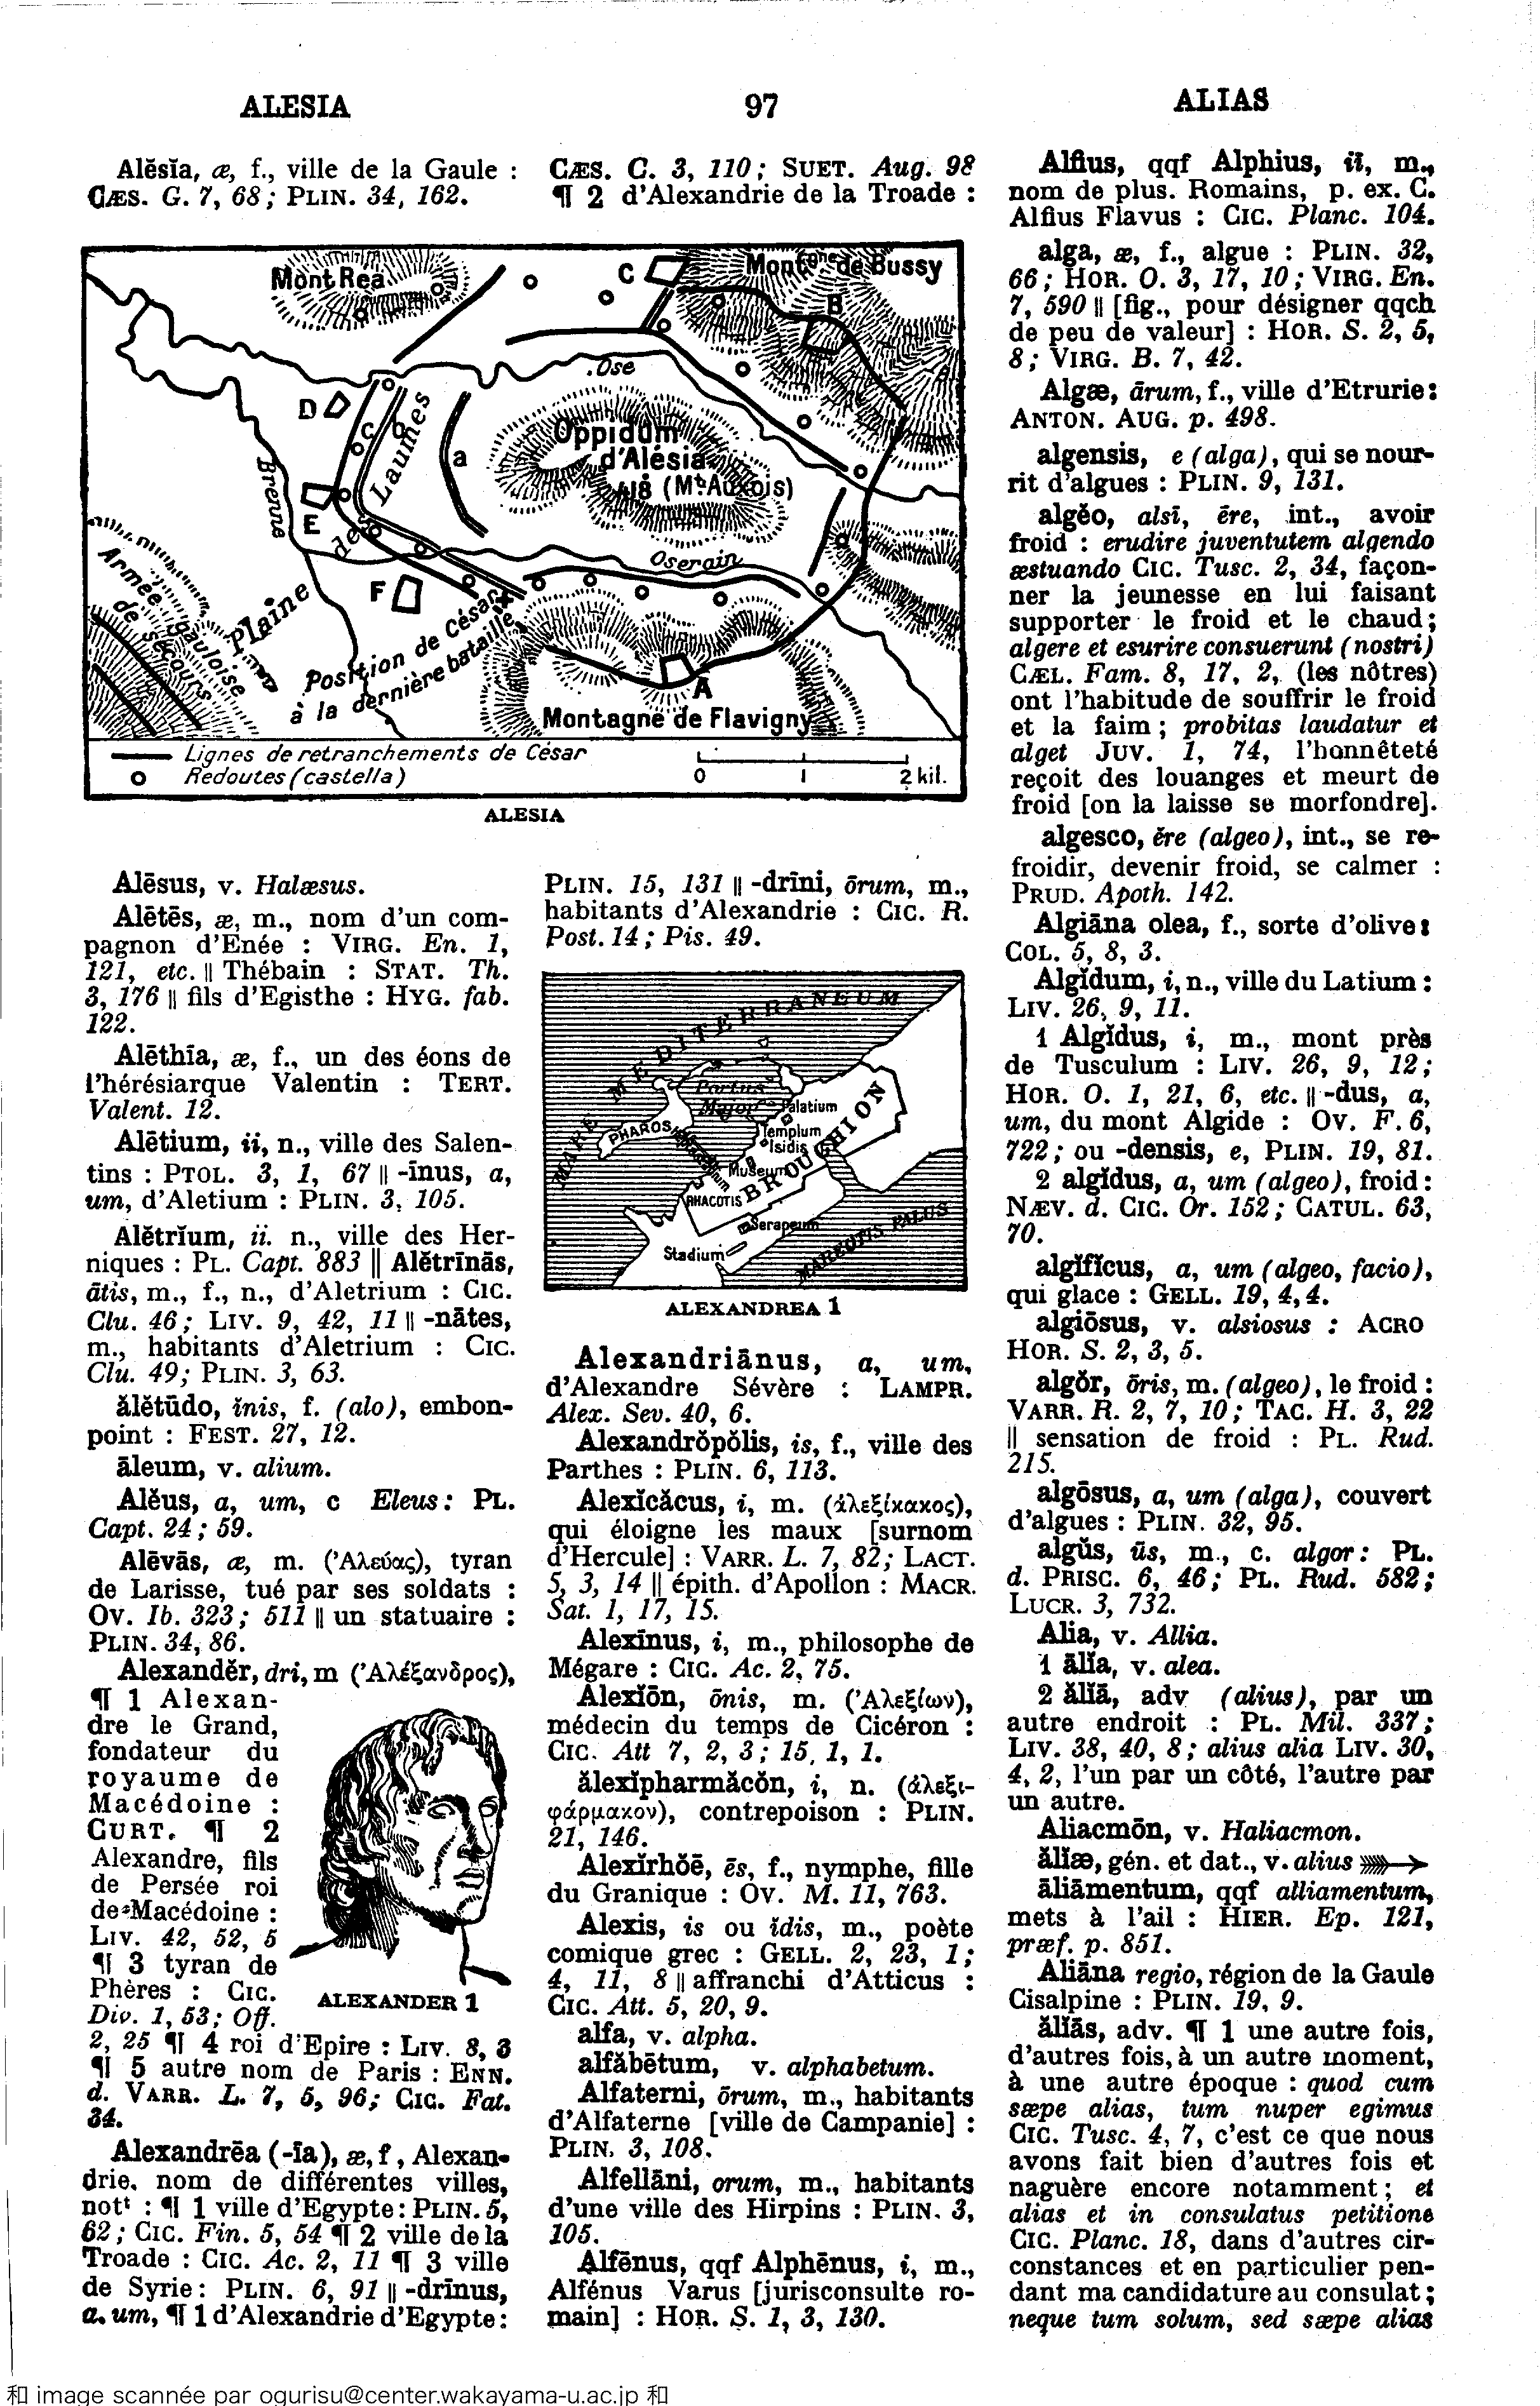 ALESIA
97
ALIAS
Alĕsĭa, æ, f., ville de la Gaule :
CÆS. G. 7, 68 ; PLIN. 34, 162.
Mont Rea
C
Montgne de Bussy
B
Ose
D
c
b
Laumes
a
Oppidum
d'Alésia
418 (Mt Auxois)
Brenne
E
des
Oserain
F
Armée gauloise
de secours
Plaine
Position de César
à la dernière bataille
A
Montagne de Flavigny
Lignes de retranchements de César
Redoutes (castella)
0 1 2 kil.
ALESIA
Alēsus, v. Halæsus.
Alētēs, æ, m., nom d'un com-
pagnon d'Enée : VIRG. En. 1,
121, etc. || Thébain : STAT. Th.
3, 176 || fils d'Egisthe : HYG. fab.
122.
Alēthīa, æ, f., un des éons de
l'hérésiarque Valentin : TERT.
Valent. 12.
Alētium, ii, n., ville des Salen-
tins : PTOL. 3, 1, 67 || -īnus, a,
um, d'Aletium : PLIN. 3, 105.
Alĕtrĭum, ii. n., ville des Her-
niques : PL. Capt. 883 || Alĕtrīnās,
ātis, m., f., n., d'Aletrium : CIC.
Clu. 46 ; LIV. 9, 42, 11 || -nātes,
m., habitants d'Aletrium : CIC.
Clu. 49; PLIN. 3, 63.
ălĕtūdo, ĭnis, f. (alo), embon-
point : FEST. 27, 12.
āleum, v. alium.
Alĕus, a, um, c Eleus : PL.
Capt. 24 ; 59.
Alēvās, æ, m. (Ἀλεύας), tyran
de Larisse, tué par ses soldats :
OV. Ib. 323 ; 511 || un statuaire :
PLIN. 34, 86.
Alexandĕr, dri, m (Ἀλέξανδρος),
¶ 1 Alexan-
dre le Grand,
fondateur du
royaume de
Macédoine :
CURT. ¶ 2
Alexandre, fils
de Persée roi
de Macédoine :
LIV. 42, 52, 5
¶ 3 tyran de
Phères : CIC.
Div. 1, 53; Off.
ALEXANDER 1
2, 25 ¶ 4 roi d'Epire : LIV. 8, 3
¶ 5 autre nom de Paris : ENN.
d. VARR. L. 7, 5, 96; CIC. Fat.
34.
Alexandrēa (-īa), æ, f, Alexan-
drie, nom de différentes villes,
nott : ¶ 1 ville d'Egypte : PLIN. 5,
62 ; CIC. Fin. 5, 54 ¶ 2 ville de la
Troade : CIC. Ac. 2, 11 ¶ 3 ville
de Syrie : PLIN. 6, 91 || -drīnus,
a, um, ¶ 1 d'Alexandrie d'Egypte :
CÆS. C. 3, 110 ; SUET. Aug. 98
¶ 2 d'Alexandrie de la Troade :
PLIN. 15, 131 || -drīni, ōrum, m.,
habitants d'Alexandrie : CIC. R.
Post. 14 ; Pis. 49.
MARE MEDITERRANEUM
Portus
Major
Palatium
PHAROS
Templum
Isidis
Museum
BROUCHION
RHACOTIS
Serapeum
Stadium
MAREOTIS PALUS
ALEXANDREA 1
Alexandriānus, a, um,
d'Alexandre Sévère : LAMPR.
Alex. Sev. 40, 6.
Alexandrŏpŏlis, is, f., ville des
Parthes : PLIN. 6, 113.
Alexĭcăcus, i, m. (ἀλεξίκακος),
qui éloigne les maux [surnom
d'Hercule] : VARR. L. 7, 82 ; LACT.
5, 3, 14 || épith. d'Apollon : MACR.
Sat. 1, 17, 15.
Alexīnus, i, m., philosophe de
Mégare : CIC. Ac. 2, 75.
Alexĭōn, ōnis, m. (Ἀλεξίων),
médecin du temps de Cicéron :
CIC. Att 7, 2, 3 ; 15, 1, 1.
ălexĭpharmăcŏn, i, n. (ἀλεξι-
φάρμακον), contrepoison : PLIN.
21, 146.
Alexĭrhŏē, ēs, f., nymphe, fille
du Granique : OV. M. 11, 763.
Alexis, is ou ĭdis, m., poète
comique grec : GELL. 2, 23, 1 ;
4, 11, 8 || affranchi d'Atticus :
CIC. Att. 5, 20, 9.
alfa, v. alpha.
alfăbētum, v. alphabetum.
Alfaterni, ōrum, m., habitants
d'Alfaterne [ville de Campanie] :
PLIN. 3, 108.
Alfellāni, orum, m., habitants
d'une ville des Hirpins : PLIN. 3,
105.
Alfēnus, qqf Alphēnus, i, m.,
Alfénus Varus [jurisconsulte ro-
main] : HOR. S. 1, 3, 130.
Alfius, qqf Alphius, ĭī, m.,
nom de plus. Romains, p. ex. C.
Alfius Flavus : CIC. Planc. 104.
alga, æ, f., algue : PLIN. 32,
66 ; HOR. O. 3, 17, 10 ; VIRG. En.
7, 590 || [fig., pour désigner qqch
de peu de valeur] : HOR. S. 2, 5,
8 ; VIRG. B. 7, 42.
Algæ, ārum, f., ville d'Etrurie :
ANTON. AUG. p. 498.
algensis, e (alga), qui se nour-
rit d'algues : PLIN. 9, 131.
algĕo, alsī, ēre, int., avoir
froid : erudire juventutem algendo
æstuando CIC. Tusc. 2, 34, façon-
ner la jeunesse en lui faisant
supporter le froid et le chaud ;
algere et esurire consuerunt (nostri)
CÆL. Fam. 8, 17, 2, (les nôtres)
ont l'habitude de souffrir le froid
et la faim ; probitas laudatur et
alget JUV. 1, 74, l'honnêteté
reçoit des louanges et meurt de
froid [on la laisse se morfondre].
algesco, ĕre (algeo), int., se re-
froidir, devenir froid, se calmer :
PRUD. Apoth. 142.
Algiāna olea, f., sorte d'olive :
COL. 5, 8, 3.
Algĭdum, i, n., ville du Latium :
LIV. 26, 9, 11.
1 Algĭdus, i, m., mont près
de Tusculum : LIV. 26, 9, 12 ;
HOR. O. 1, 21, 6, etc. || -dus, a,
um, du mont Algide : OV. F. 6,
722 ; ou -densis, e, PLIN. 19, 81.
2 algĭdus, a, um (algeo), froid :
NÆV. d. CIC. Or. 152 ; CATUL. 63,
70.
algĭfĭcus, a, um (algeo, facio),
qui glace : GELL. 19, 4, 4.
algiōsus, v. alsiosus : ACRO
HOR. S. 2, 3, 5.
algŏr, ōris, m. (algeo), le froid :
VARR. R. 2, 7, 10 ; TAC. H. 3, 22
|| sensation de froid : PL. Rud.
215.
algōsus, a, um (alga), couvert
d'algues : PLIN. 32, 95.
algŭs, ūs, m., c. algor : PL.
d. PRISC. 6, 46 ; PL. Rud. 582 ;
LUCR. 3, 732.
Alia, v. Allia.
1 ālĭa, v. alea.
2 ălĭā, adv (alius), par un
autre endroit : PL. Mil. 337 ;
LIV. 38, 40, 8 ; alius alia LIV. 30,
4, 2, l'un par un côté, l'autre par
un autre.
Aliacmōn, v. Haliacmon.
ălĭæ, gén. et dat., v. alius
āliāmentum, qqf alliamentum,
mets à l'ail : HIER. Ep. 121,
præf. p. 851.
Aliāna regio, région de la Gaule
Cisalpine : PLIN. 19, 9.
ălĭās, adv. ¶ 1 une autre fois,
d'autres fois, à un autre moment,
à une autre époque : quod cum
sæpe alias, tum nuper egimus
CIC. Tusc. 4, 7, c'est ce que nous
avons fait bien d'autres fois et
naguère encore notamment ; et
alias et in consulatus petitione
CIC. Planc. 18, dans d'autres cir-
constances et en particulier pen-
dant ma candidature au consulat ;
neque tum solum, sed sæpe alias
和 image scannée par ogurisu@center.wakayama-u.ac.jp 和